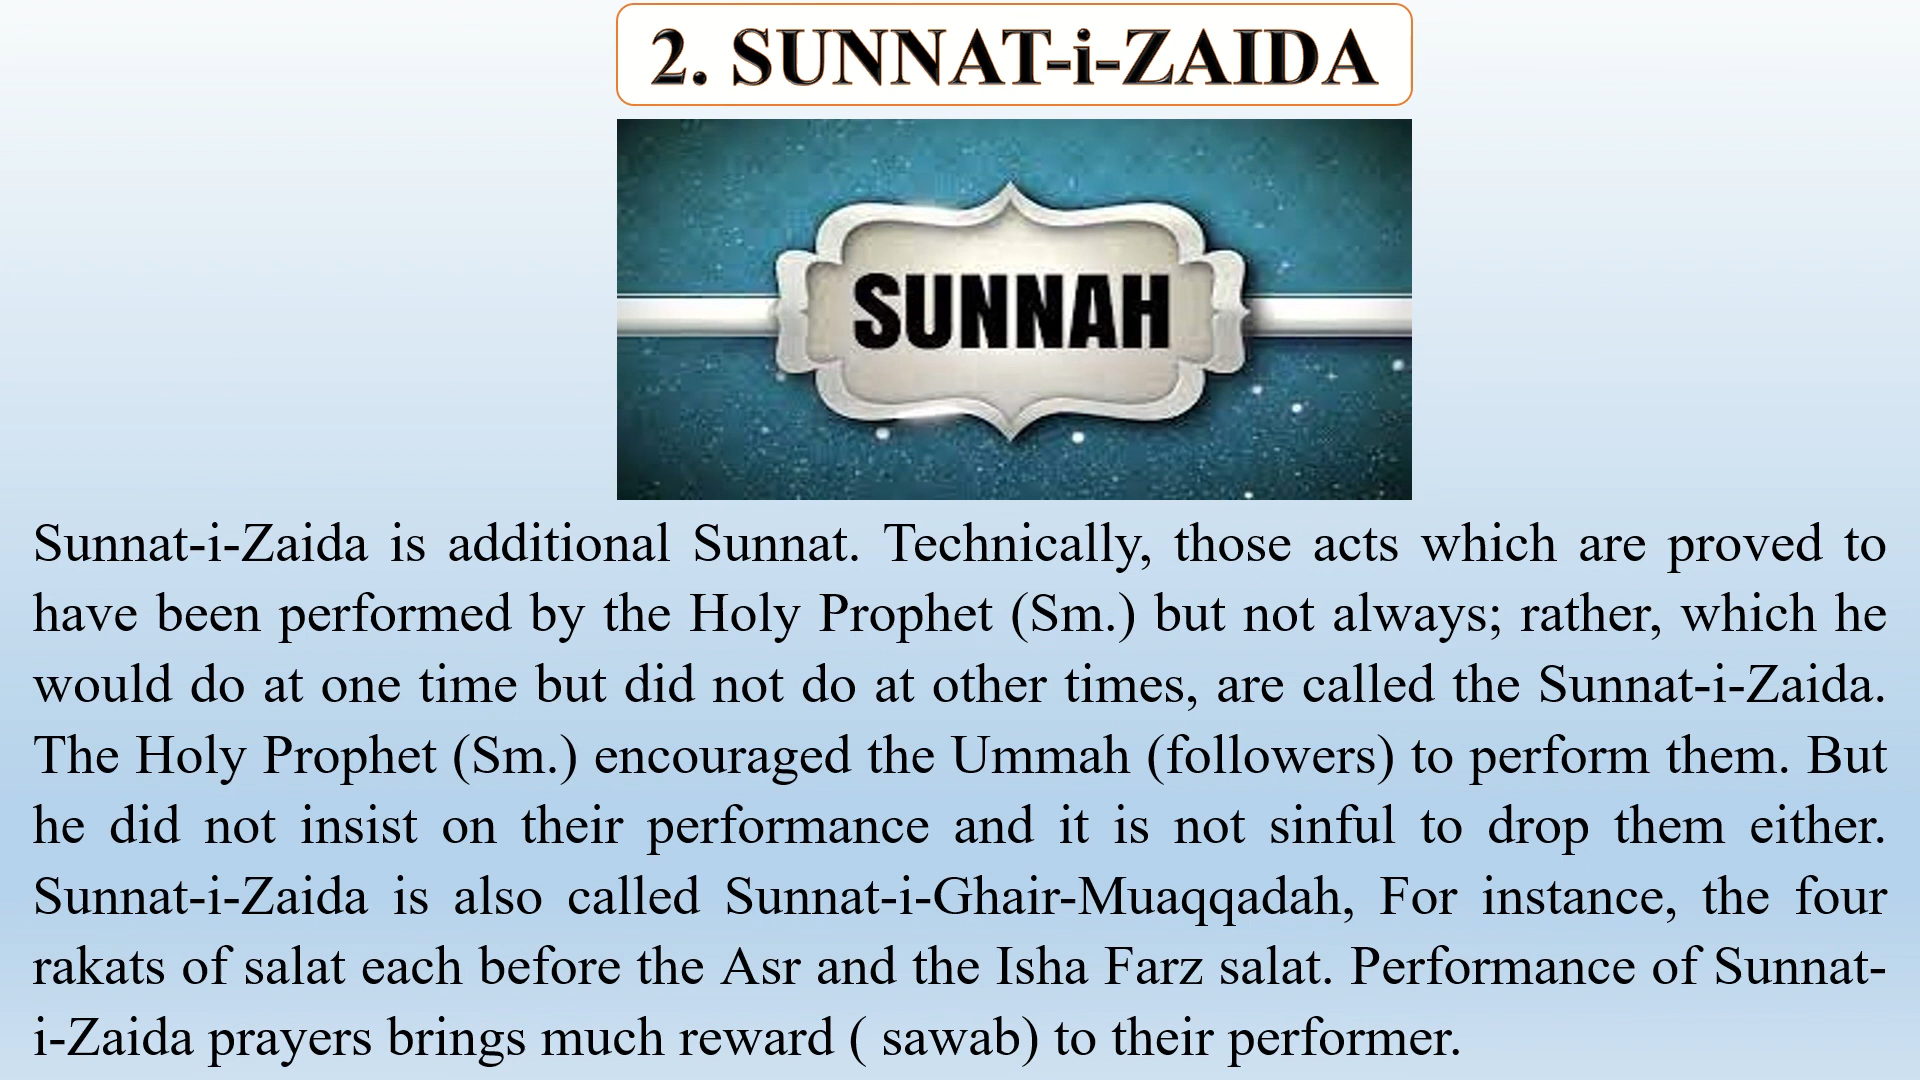 2. SUNNAT-i-ZAIDA
SUNNAH
Sunnat-i-Zaida is additional Sunnat. Technically, those acts which are proved to
have been performed by the Holy Prophet (Sm.) but not always; rather, which he
would do at one time but did not do at other times, are called the Sunnat-i-Zaida.
The Holy Prophet (Sm.) encouraged the Ummah (followers) to perform them. But
he did not insist on their performance and it is not sinful to drop them either.
Sunnat-i-Zaida is also called Sunnat-i-Ghair-Muaqqadah, For instance, the four
rakats of salat each before the Asr and the Isha Farz salat. Performance of Sunnat-
i-Zaida prayers brings much reward ( sawab) to their performer.